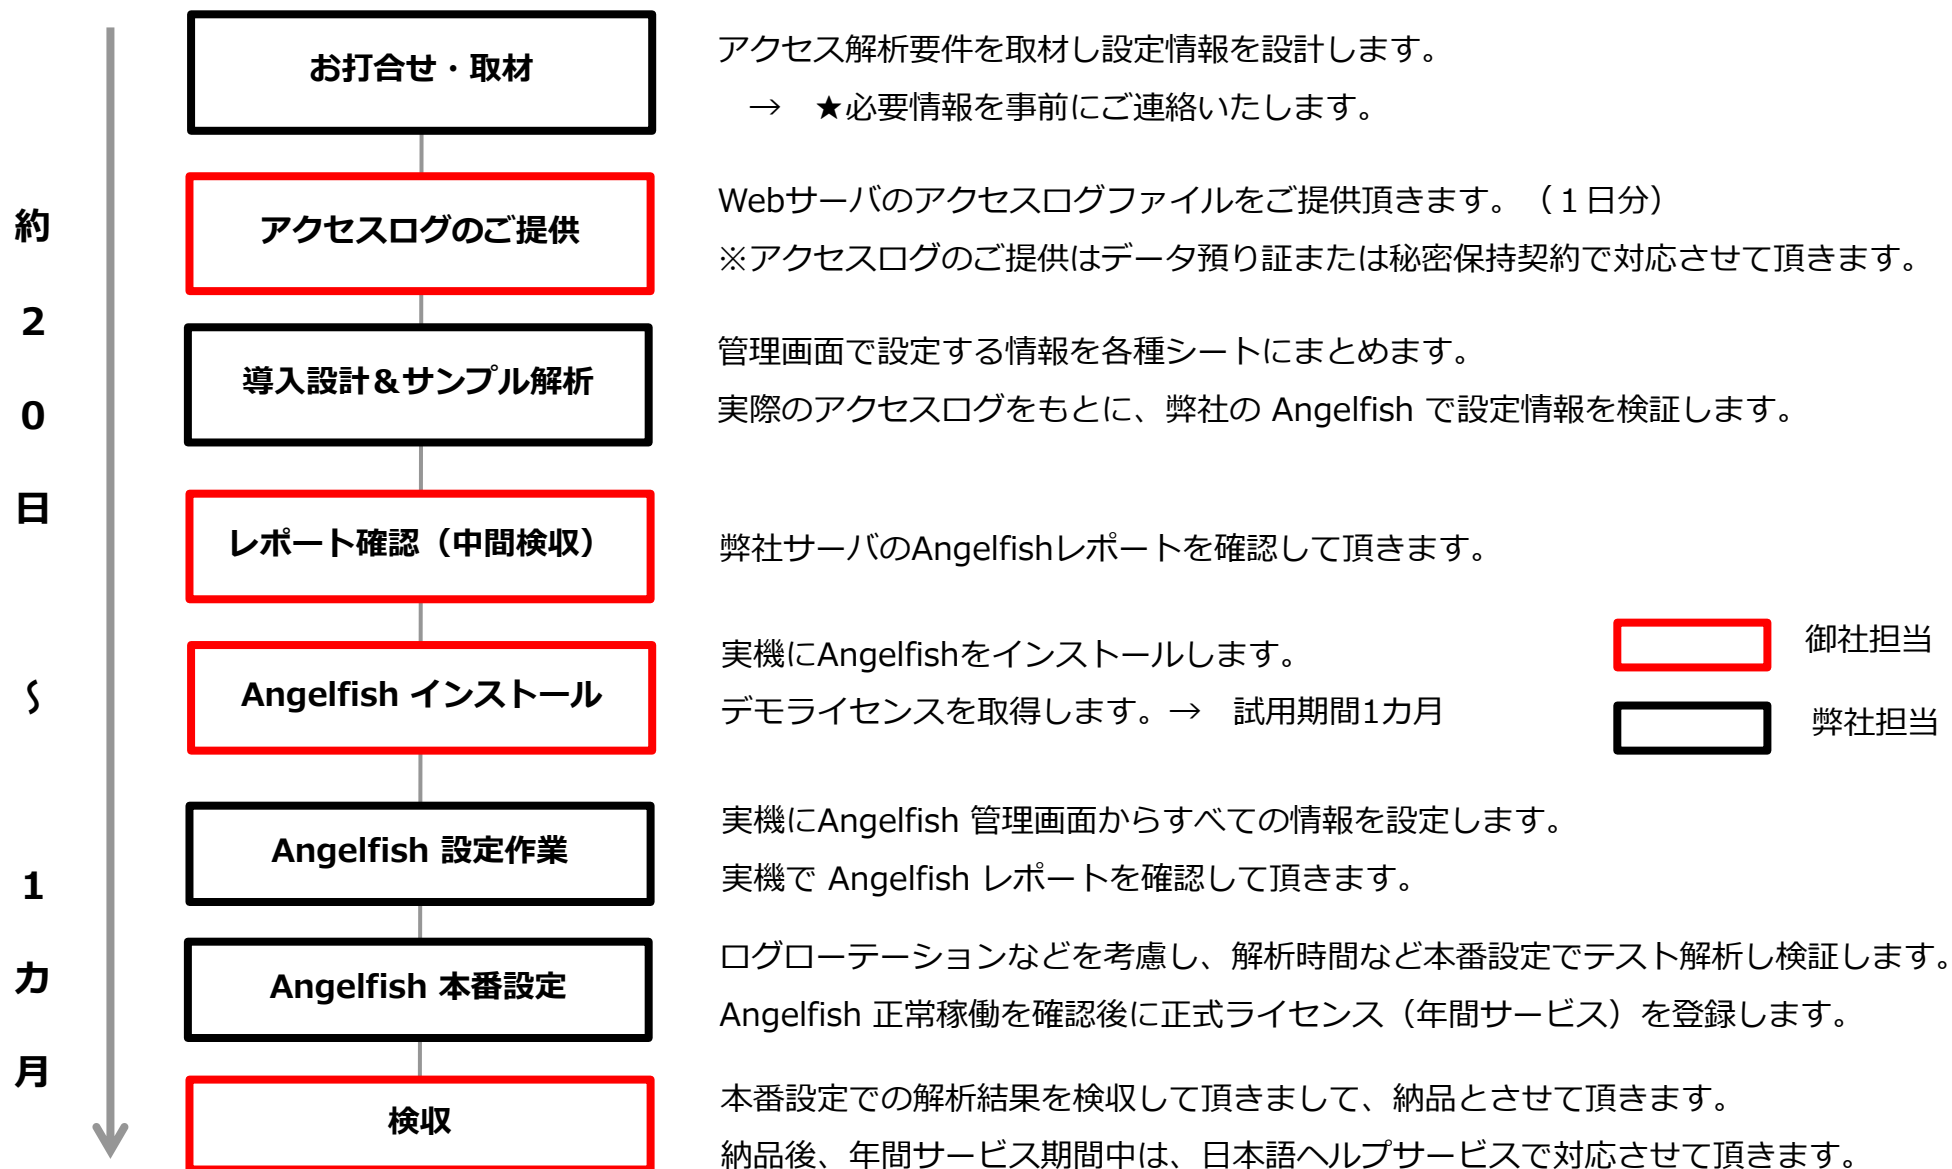 お打合せ・取材
アクセス解析要件を取材し設定情報を設計します。
→　★必要情報を事前にご連絡いたします。
アクセスログのご提供
Webサーバのアクセスログファイルをご提供頂きます。（１日分）
※アクセスログのご提供はデータ預り証または秘密保持契約で対応させて頂きます。
導入設計＆サンプル解析
管理画面で設定する情報を各種シートにまとめます。
実際のアクセスログをもとに、弊社の Angelfish で設定情報を検証します。
レポート確認（中間検収）
弊社サーバのAngelfishレポートを確認して頂きます。
Angelfish インストール
実機にAngelfishをインストールします。
デモライセンスを取得します。→　試用期間1カ月
御社担当
弊社担当
Angelfish 設定作業
実機にAngelfish 管理画面からすべての情報を設定します。
実機で Angelfish レポートを確認して頂きます。
Angelfish 本番設定
ログローテーションなどを考慮し、解析時間など本番設定でテスト解析し検証します。
Angelfish 正常稼働を確認後に正式ライセンス（年間サービス）を登録します。
検収
本番設定での解析結果を検収して頂きまして、納品とさせて頂きます。
納品後、年間サービス期間中は、日本語ヘルプサービスで対応させて頂きます。
約20日～1カ月